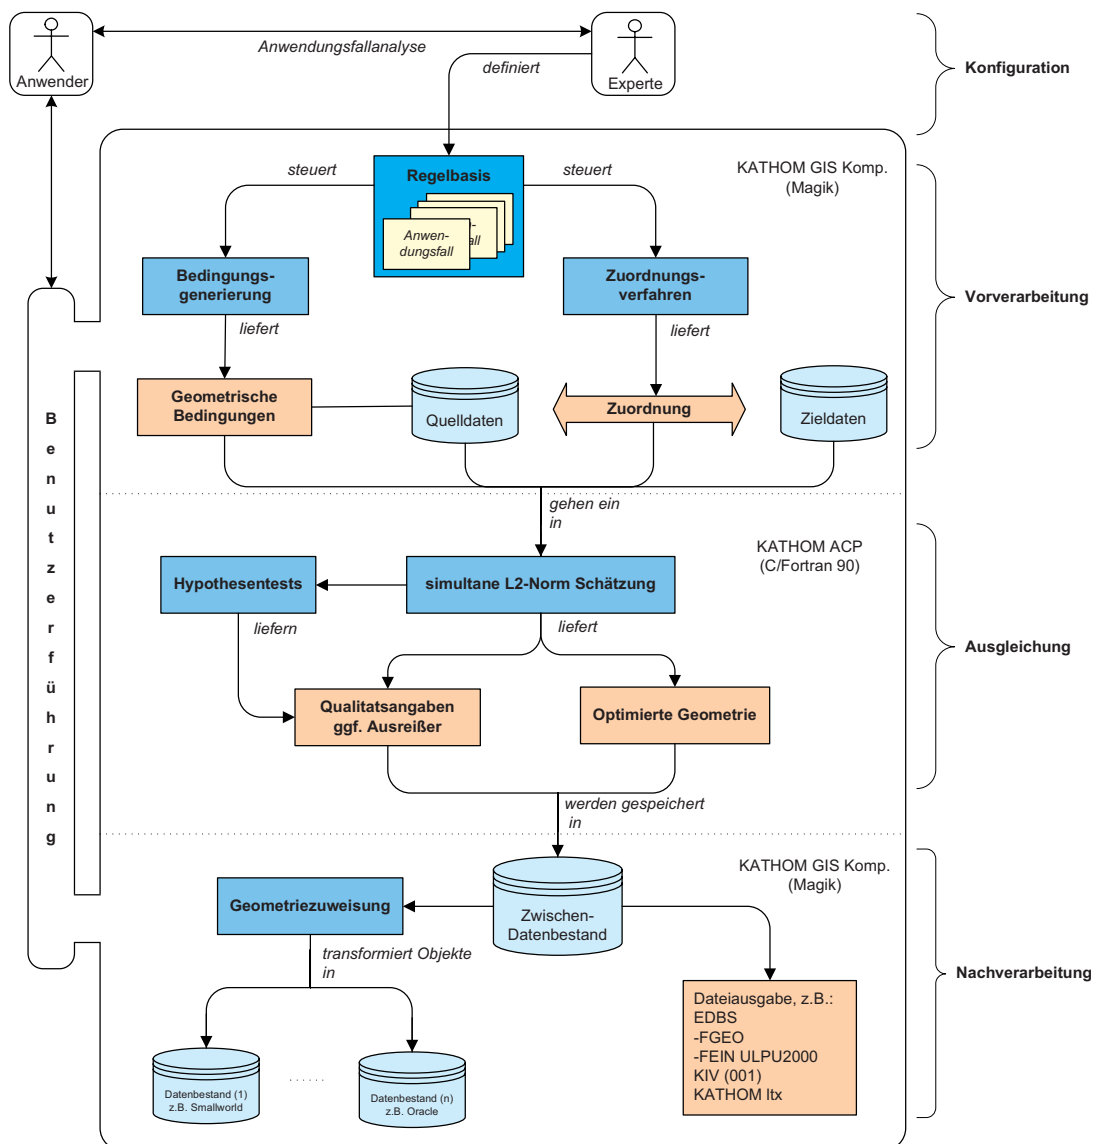 Anwendungsfallanalyse
definiert
Anwender
Experte
Konfiguration
KATHOM GIS Komp.
(Magik)
steuert
Regelbasis
steuert
Anwen-
dungsfall
n-
all
Bedingungs-
generierung
Zuordnungs-
verfahren
Vorverarbeitung
liefert
liefert
Geometrische
Bedingungen
Quelldaten
Zuordnung
Zieldaten
Benutzerführung
gehen ein
in
KATHOM ACP
(C/Fortran 90)
Hypothesentests
simultane L2-Norm Schätzung
liefern
liefert
Ausgleichung
Qualitatsangaben
ggf. Ausreißer
Optimierte Geometrie
werden gespeichert
in
KATHOM GIS Komp.
(Magik)
Geometriezuweisung
Zwischen-
Datenbestand
transformiert Objekte
in
Nachverarbeitung
Dateiausgabe, z.B.:
EDBS
-FGEO
-FEIN ULPU2000
KIV (001)
KATHOM ltx
Datenbestand (1)
z.B. Smallworld
......
Datenbestand (n)
z.B. Oracle